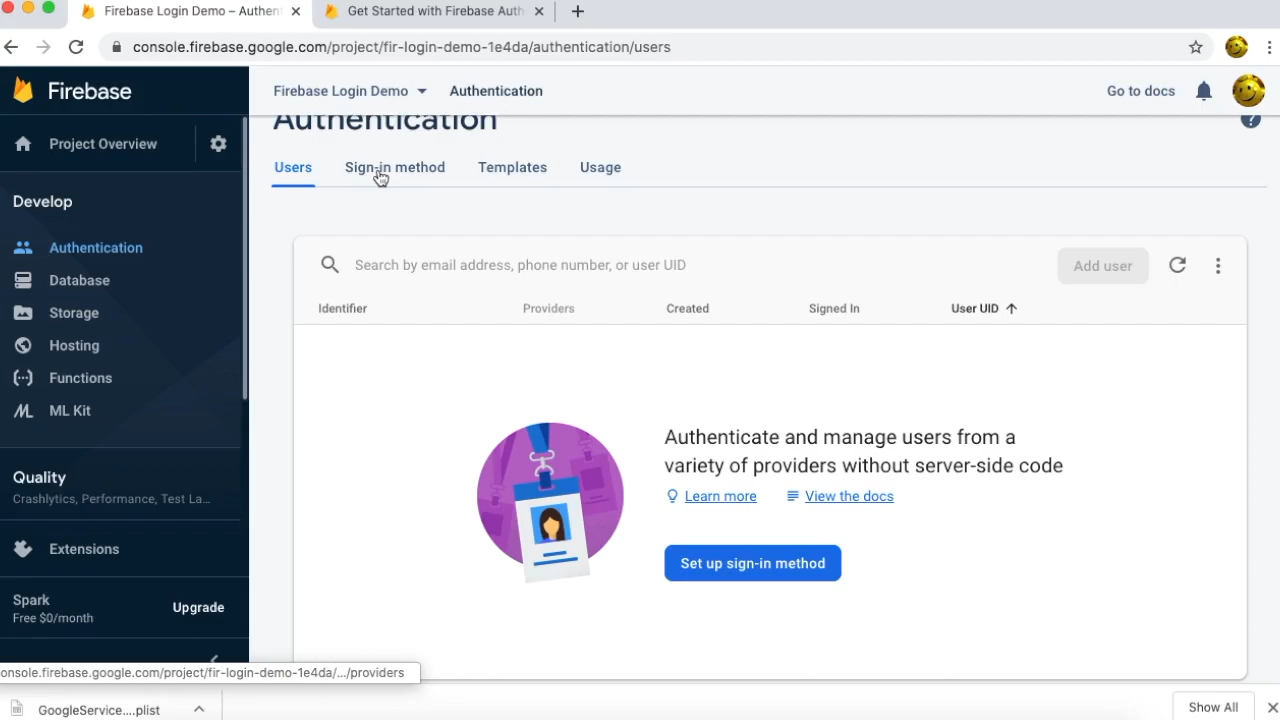 Firebase Login Demo – Authen
Get Started with Firebase Auth
console.firebase.google.com/project/fir-login-demo-1e4da/authentication/users
Firebase
Firebase Login Demo
Authentication
Go to docs
Project Overview
Authentication
Users
Sign-in method
Templates
Usage
Develop
Authentication
Database
Storage
Hosting
Functions
ML Kit
Quality
Crashlytics, Performance, Test La...
Extensions
Spark
Free $0/month
Upgrade
Search by email address, phone number, or user UID
Add user
Identifier
Providers
Created
Signed In
User UID
Authenticate and manage users from a
variety of providers without server-side code
Learn more
View the docs
Set up sign-in method
onsole.firebase.google.com/project/fir-login-demo-1e4da/.../providers
GoogleService....plist
Show All